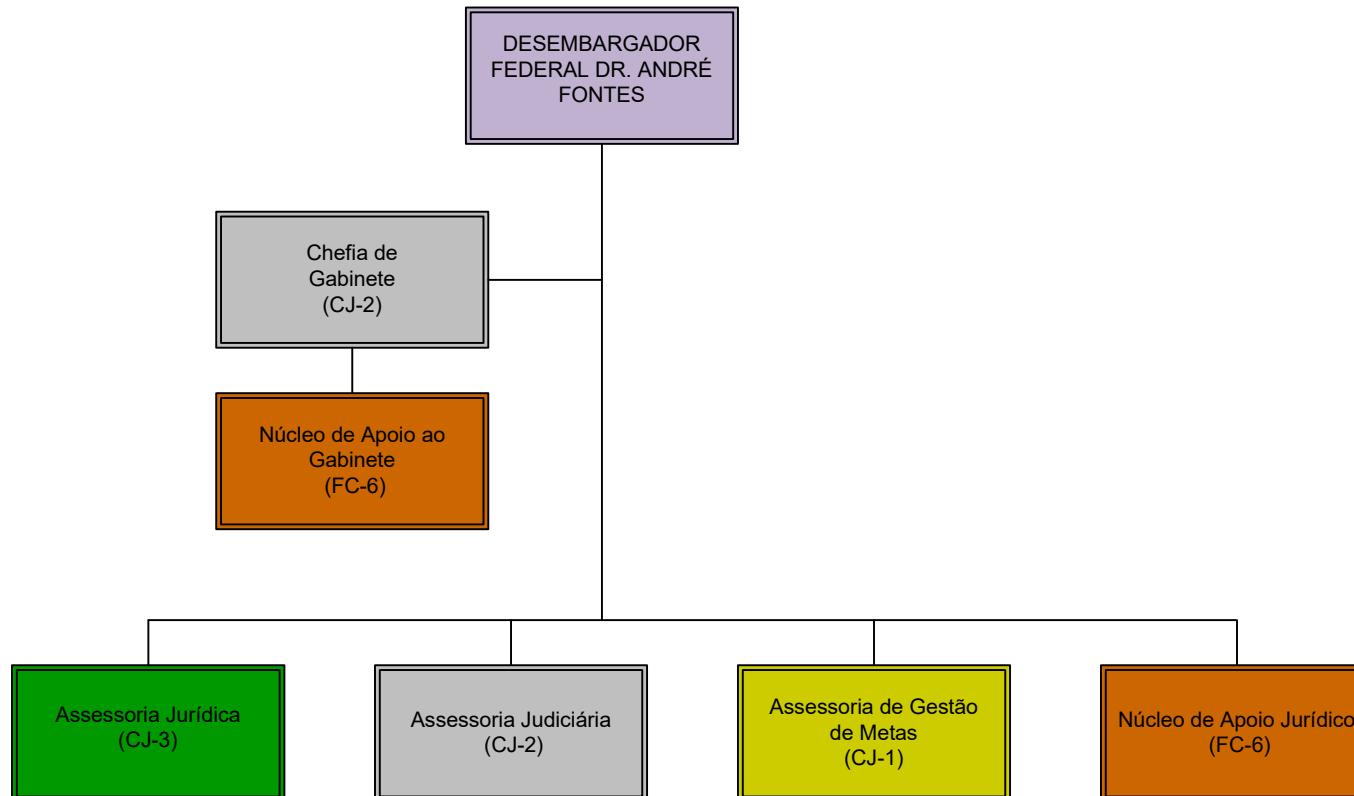 DESEMBARGADOR
FEDERAL DR. ANDRÉ
FONTES
Chefia de
Gabinete
(CJ-2)
Núcleo de Apoio ao
Gabinete
(FC-6)
Assessoria Jurídica
(CJ-3)
Assessoria Judiciária
(CJ-2)
Assessoria de Gestão
de Metas
(CJ-1)
Núcleo de Apoio Jurídico
(FC-6)